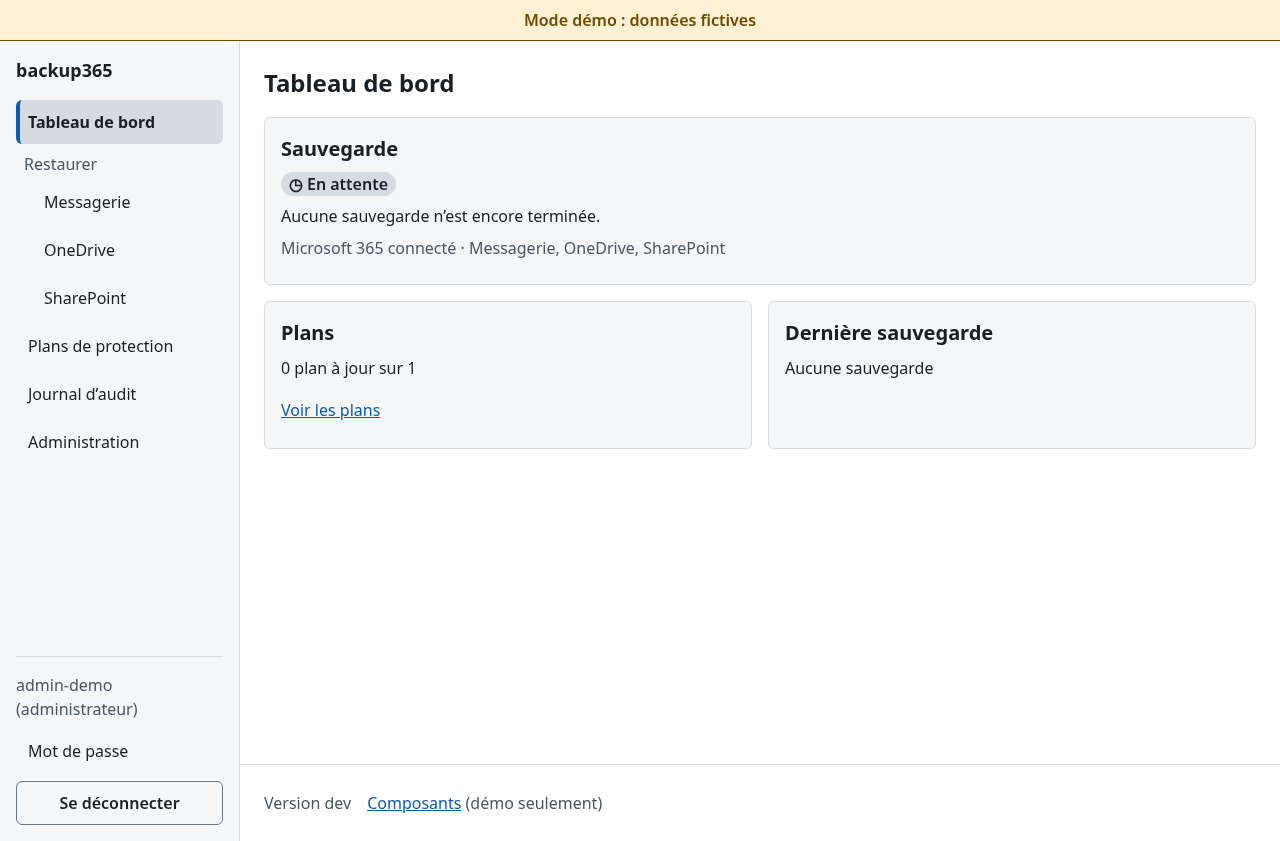 Mode démo : données fictives
backup365
Tableau de bord
Restaurer
Messagerie
OneDrive
SharePoint
Plans de protection
Journal d’audit
Administration
admin-demo
(administrateur)
Mot de passe
Se déconnecter
Tableau de bord
Sauvegarde
En attente
Aucune sauvegarde n’est encore terminée.
Microsoft 365 connecté · Messagerie, OneDrive, SharePoint
Plans
0 plan à jour sur 1
Voir les plans
Dernière sauvegarde
Aucune sauvegarde
Version dev Composants (démo seulement)